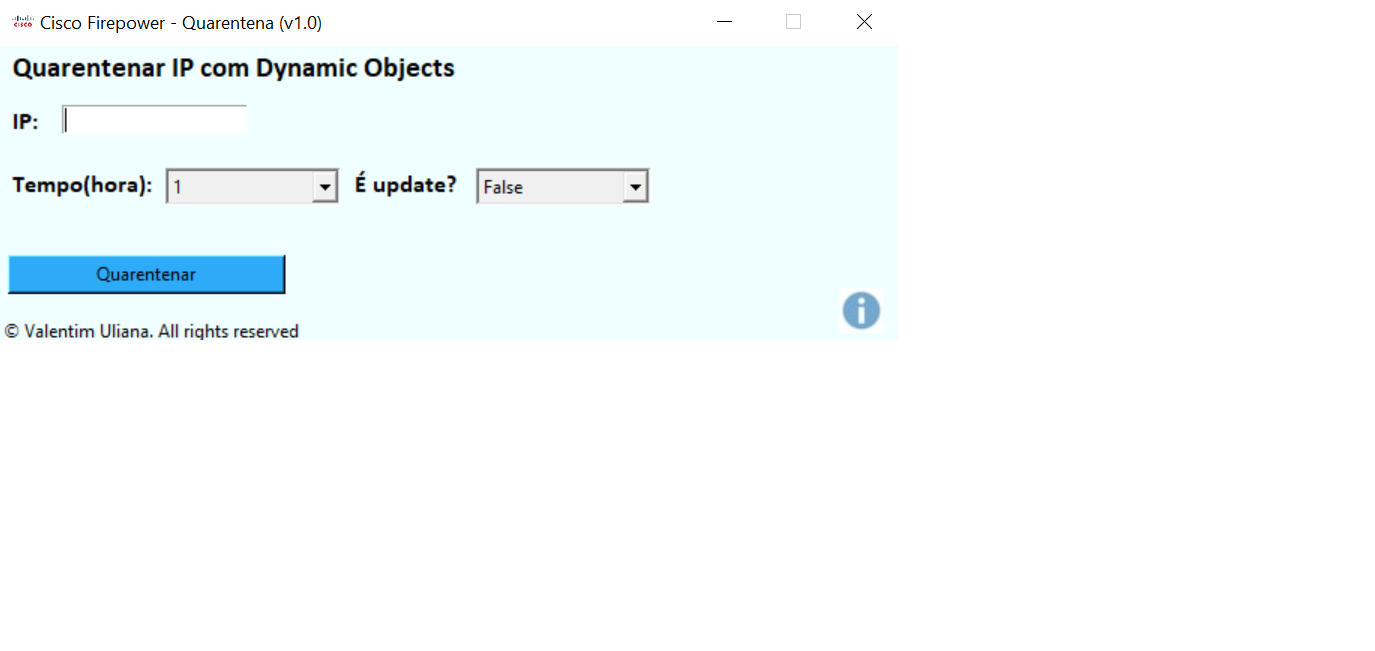 CISCO Cisco Firepower - Quarentena (v1.0)
Quarentenar IP com Dynamic Objects
IP:
Tempo(hora): 1 É update? False
Quarentenar
© Valentim Uliana. All rights reserved